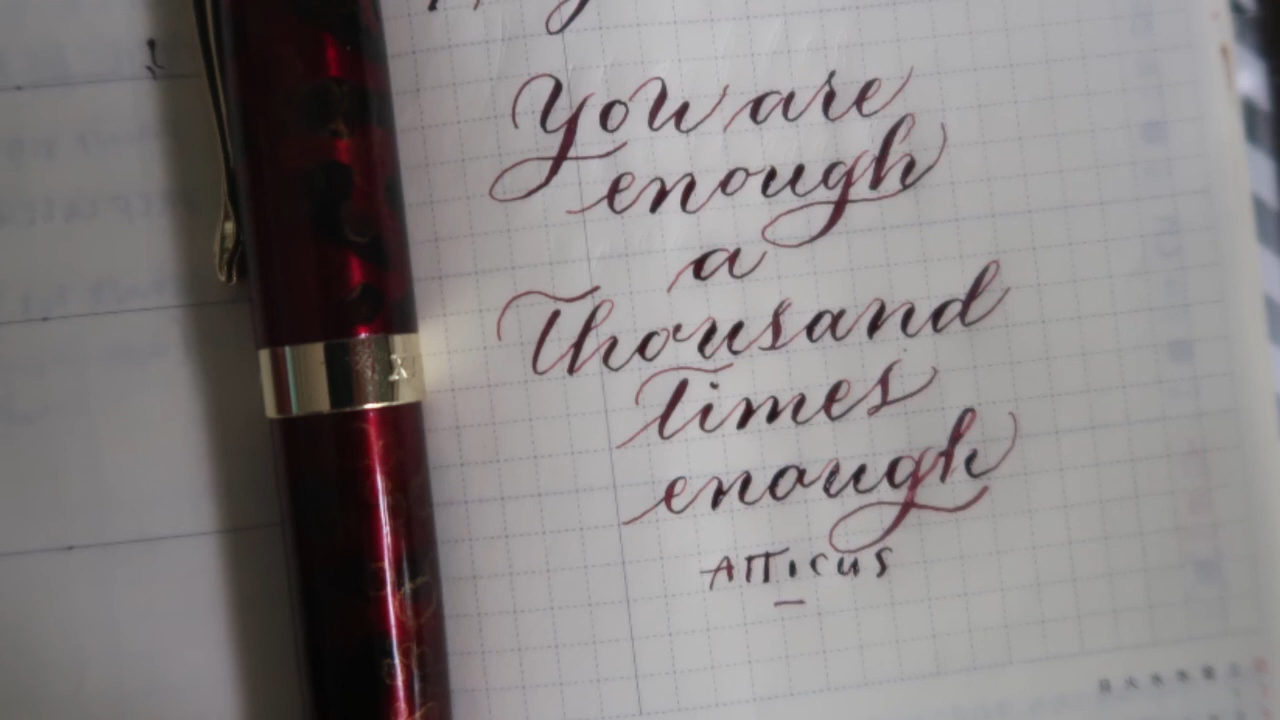 You are
enough
a
Thousand
Times
enough
Atticus